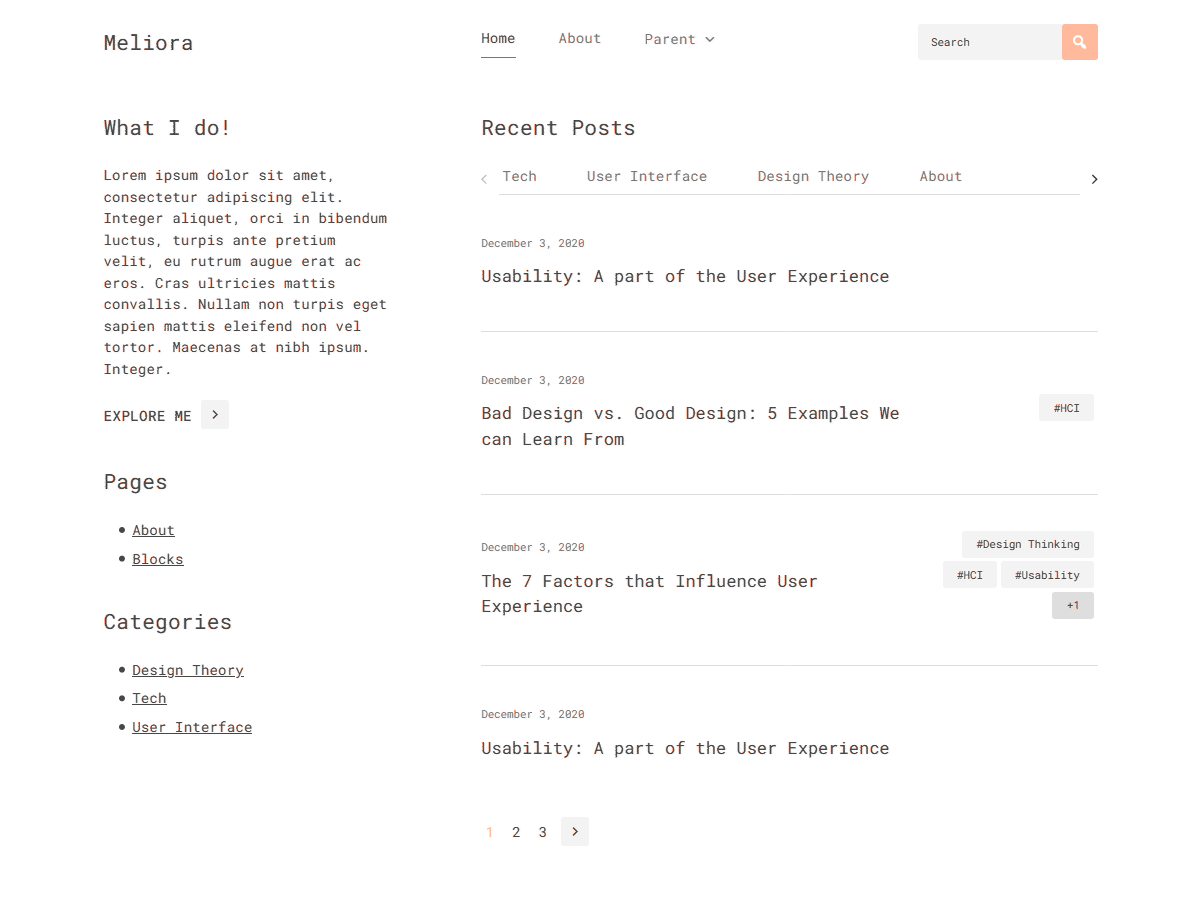 Meliora
Home
About
Parent
Search
What I do!
Lorem ipsum dolor sit amet,
consectetur adipiscing elit.
Integer aliquet, orci in bibendum
luctus, turpis ante pretium
velit, eu rutrum augue erat ac
eros. Cras ultricies mattis
convallis. Nullam non turpis eget
sapien mattis eleifend non vel
tortor. Maecenas at nibh ipsum.
Integer.
EXPLORE ME
Pages
About
Blocks
Categories
Design Theory
Tech
User Interface
Recent Posts
Tech
User Interface
Design Theory
About
December 3, 2020
Usability: A part of the User Experience
December 3, 2020
Bad Design vs. Good Design: 5 Examples We
can Learn From
#HCI
December 3, 2020
The 7 Factors that Influence User
Experience
#Design Thinking
#HCI
#Usability
+1
December 3, 2020
Usability: A part of the User Experience
1 2 3